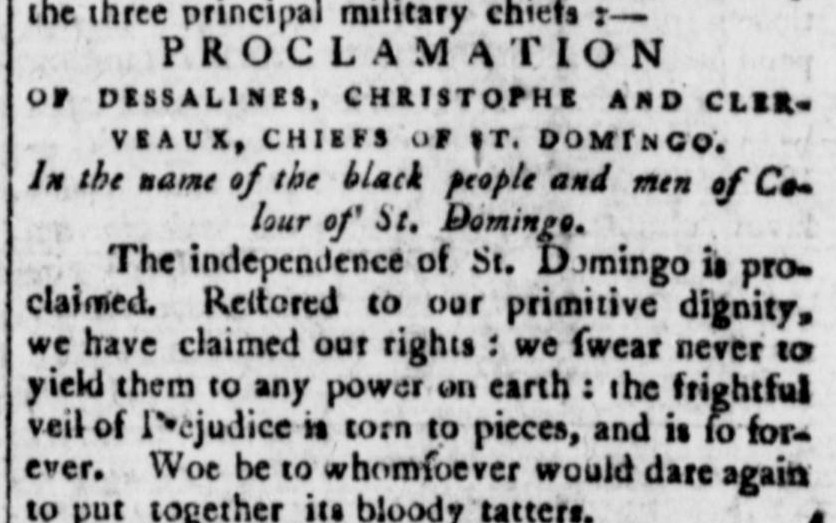 the three principal military chiefs :—
PROCLAMATION
OF DESSALINES, CHRISTOPHE AND CLER-
VEAUX, CHIEFS OF ST. DOMINGO.
In the name of the black people and men of Co-
lour of St. Domingo.
The independence of St. Domingo is pro-
claimed. Reſtored to our primitive dignity,
we have claimed our rights : we ſwear never to
yield them to any power on earth : the frightful
veil of Prejudice is torn to pieces, and is ſo for-
ever. Woe be to whomſoever would dare again
to put together its bloody tatters.